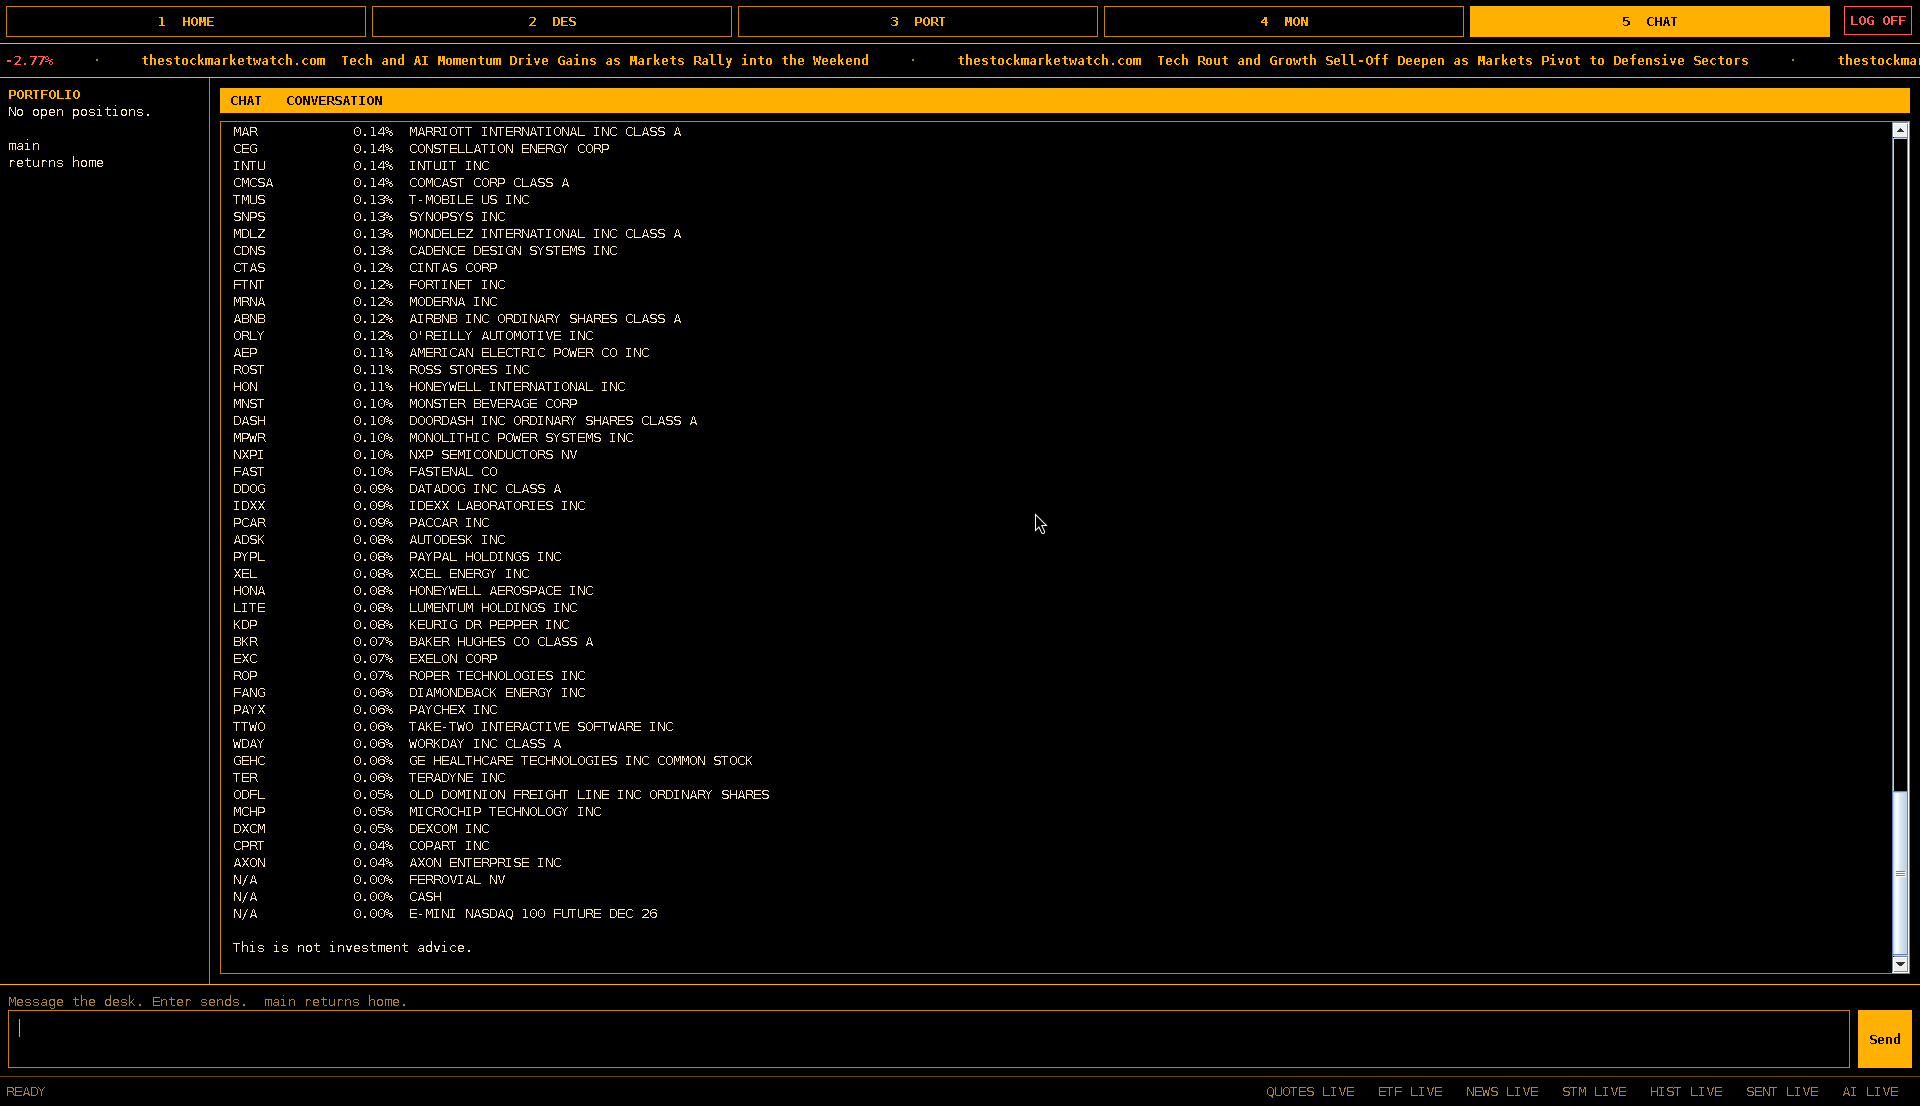 1 HOME
2 DES
3 PORT
4 MON
5 CHAT
LOG OFF
-2.77% · thestockmarketwatch.com Tech and AI Momentum Drive Gains as Markets Rally into the Weekend · thestockmarketwatch.com Tech Rout and Growth Sell-Off Deepen as Markets Pivot to Defensive Sectors · thestockma
PORTFOLIO
No open positions.
main
returns home
CHAT CONVERSATION
MAR 0.14% MARRIOTT INTERNATIONAL INC CLASS A
CEG 0.14% CONSTELLATION ENERGY CORP
INTU 0.14% INTUIT INC
CMCSA 0.14% COMCAST CORP CLASS A
TMUS 0.13% T-MOBILE US INC
SNPS 0.13% SYNOPSYS INC
MDLZ 0.13% MONDELEZ INTERNATIONAL INC CLASS A
CDNS 0.13% CADENCE DESIGN SYSTEMS INC
CTAS 0.12% CINTAS CORP
FTNT 0.12% FORTINET INC
MRNA 0.12% MODERNA INC
ABNB 0.12% AIRBNB INC ORDINARY SHARES CLASS A
ORLY 0.12% O'REILLY AUTOMOTIVE INC
AEP 0.11% AMERICAN ELECTRIC POWER CO INC
ROST 0.11% ROSS STORES INC
HON 0.11% HONEYWELL INTERNATIONAL INC
MNST 0.10% MONSTER BEVERAGE CORP
DASH 0.10% DOORDASH INC ORDINARY SHARES CLASS A
MPWR 0.10% MONOLITHIC POWER SYSTEMS INC
NXPI 0.10% NXP SEMICONDUCTORS NV
FAST 0.10% FASTENAL CO
DDOG 0.09% DATADOG INC CLASS A
IDXX 0.09% IDEXX LABORATORIES INC
PCAR 0.09% PACCAR INC
ADSK 0.08% AUTODESK INC
PYPL 0.08% PAYPAL HOLDINGS INC
XEL 0.08% XCEL ENERGY INC
HONA 0.08% HONEYWELL AEROSPACE INC
LITE 0.08% LUMENTUM HOLDINGS INC
KDP 0.08% KEURIG DR PEPPER INC
BKR 0.07% BAKER HUGHES CO CLASS A
EXC 0.07% EXELON CORP
ROP 0.07% ROPER TECHNOLOGIES INC
FANG 0.06% DIAMONDBACK ENERGY INC
PAYX 0.06% PAYCHEX INC
TTWO 0.06% TAKE-TWO INTERACTIVE SOFTWARE INC
WDAY 0.06% WORKDAY INC CLASS A
GEHC 0.06% GE HEALTHCARE TECHNOLOGIES INC COMMON STOCK
TER 0.06% TERADYNE INC
ODFL 0.05% OLD DOMINION FREIGHT LINE INC ORDINARY SHARES
MCHP 0.05% MICROCHIP TECHNOLOGY INC
DXCM 0.05% DEXCOM INC
CPRT 0.04% COPART INC
AXON 0.04% AXON ENTERPRISE INC
N/A 0.00% FERROVIAL NV
N/A 0.00% CASH
N/A 0.00% E-MINI NASDAQ 100 FUTURE DEC 26
This is not investment advice.
Message the desk. Enter sends. main returns home.
Send
READY
QUOTES LIVE ETF LIVE NEWS LIVE STM LIVE HIST LIVE SENT LIVE AI LIVE